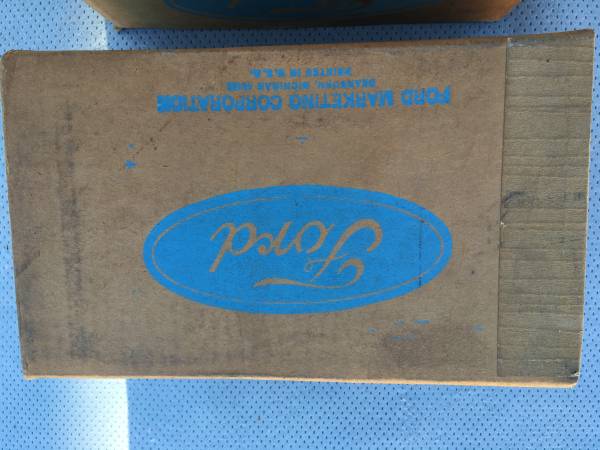 Ford
FORD MARKETING CORPORATION
DEARBORN, MICHIGAN
PRINTED IN U.S.A.